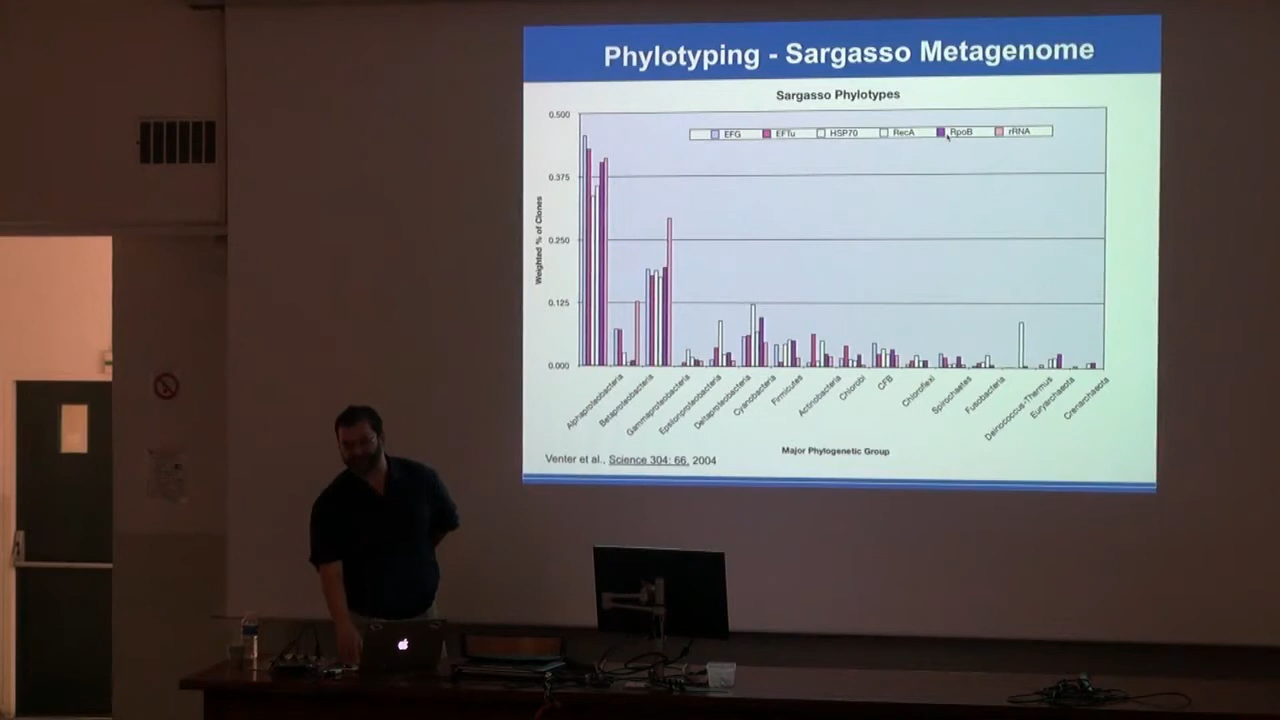 Phylotyping - Sargasso Metagenome
Sargasso Phylotypes
EFG EFTu HSP70 RecA RpoB rRNA
0.500
0.375
0.250
0.125
0.000
Weighted % of Clones
Alphaproteobacteria
Betaproteobacteria
Gammaproteobacteria
Epsilonproteobacteria
Deltaproteobacteria
Cyanobacteria
Firmicutes
Actinobacteria
Chlorobi
CFB
Chloroflexi
Spirochaetes
Fusobacteria
Deinococcus-Thermus
Euryarchaeota
Crenarchaeota
Major Phylogenetic Group
Venter et al., Science 304: 66, 2004